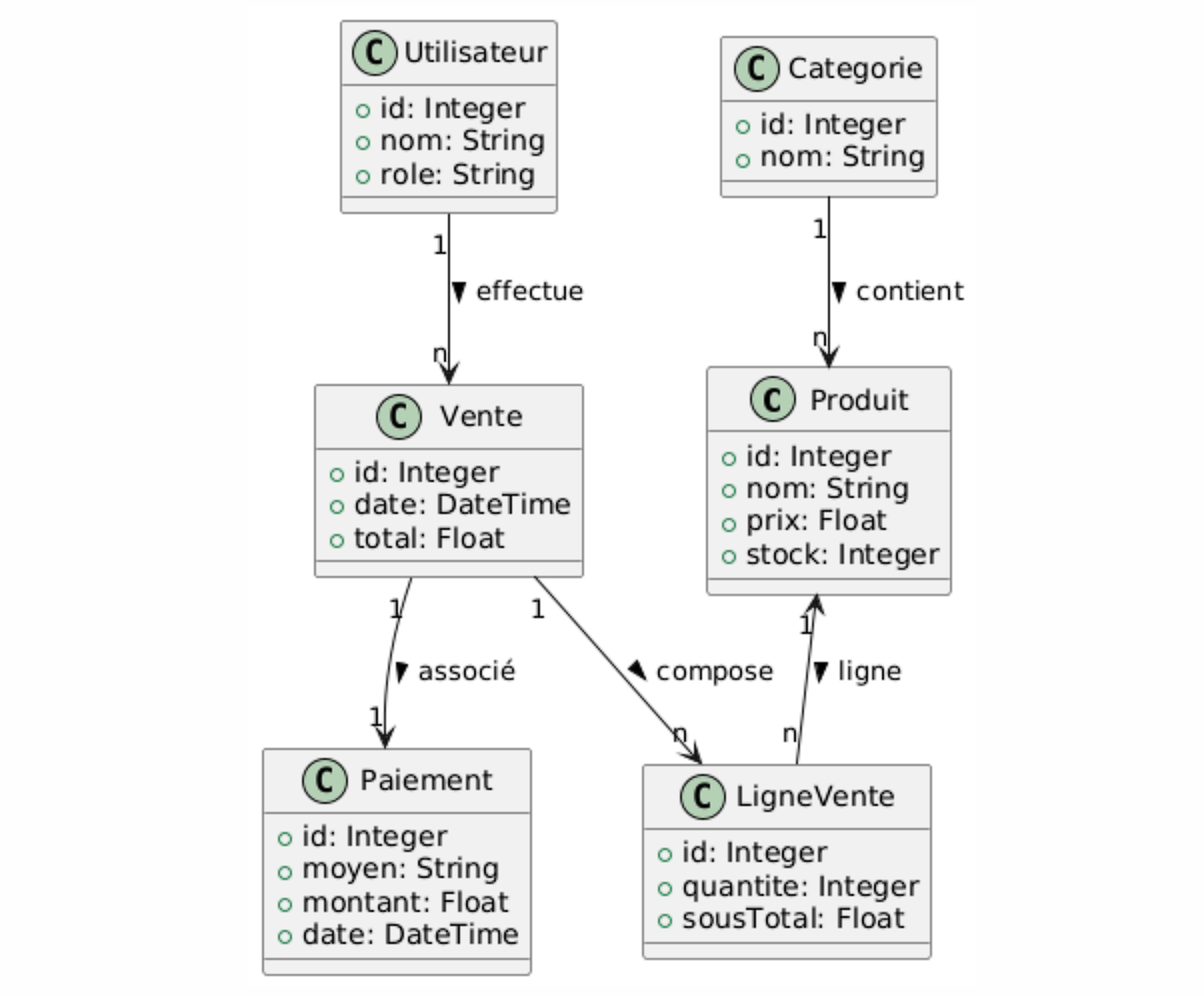 C Utilisateur
id: Integer
nom: String
role: String
C Categorie
id: Integer
nom: String
1
effectue
n
1
contient
n
C Vente
id: Integer
date: DateTime
total: Float
C Produit
id: Integer
nom: String
prix: Float
stock: Integer
1
associé
1
1
compose
n
1
ligne
n
C Paiement
id: Integer
moyen: String
montant: Float
date: DateTime
C LigneVente
id: Integer
quantite: Integer
sousTotal: Float